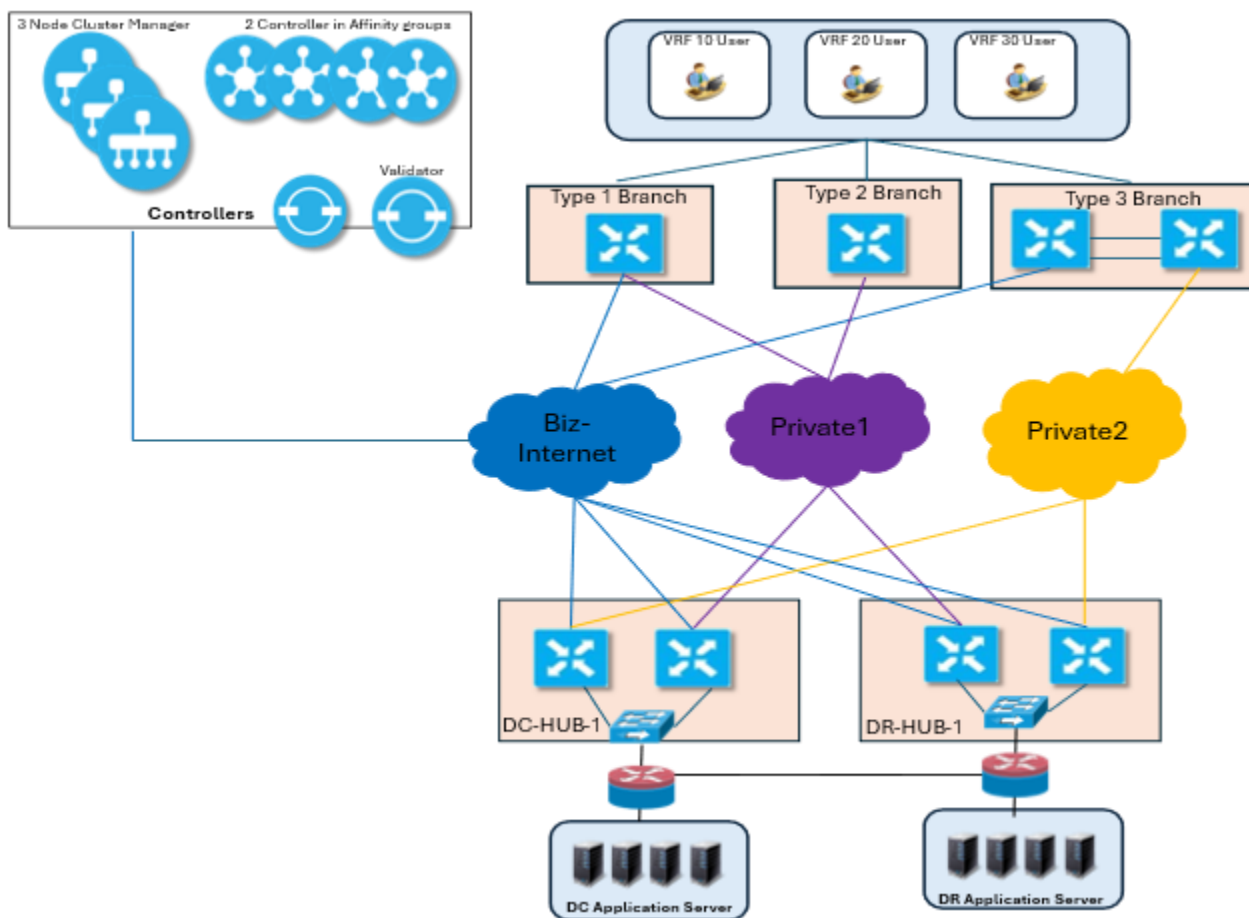 3 Node Cluster Manager
2 Controller in Affinity groups
Validator
Controllers
VRF 10 User
VRF 20 User
VRF 30 User
Type 1 Branch
Type 2 Branch
Type 3 Branch
Biz-
Internet
Private1
Private2
DC-HUB-1
DR-HUB-1
DC Application Server
DR Application Server